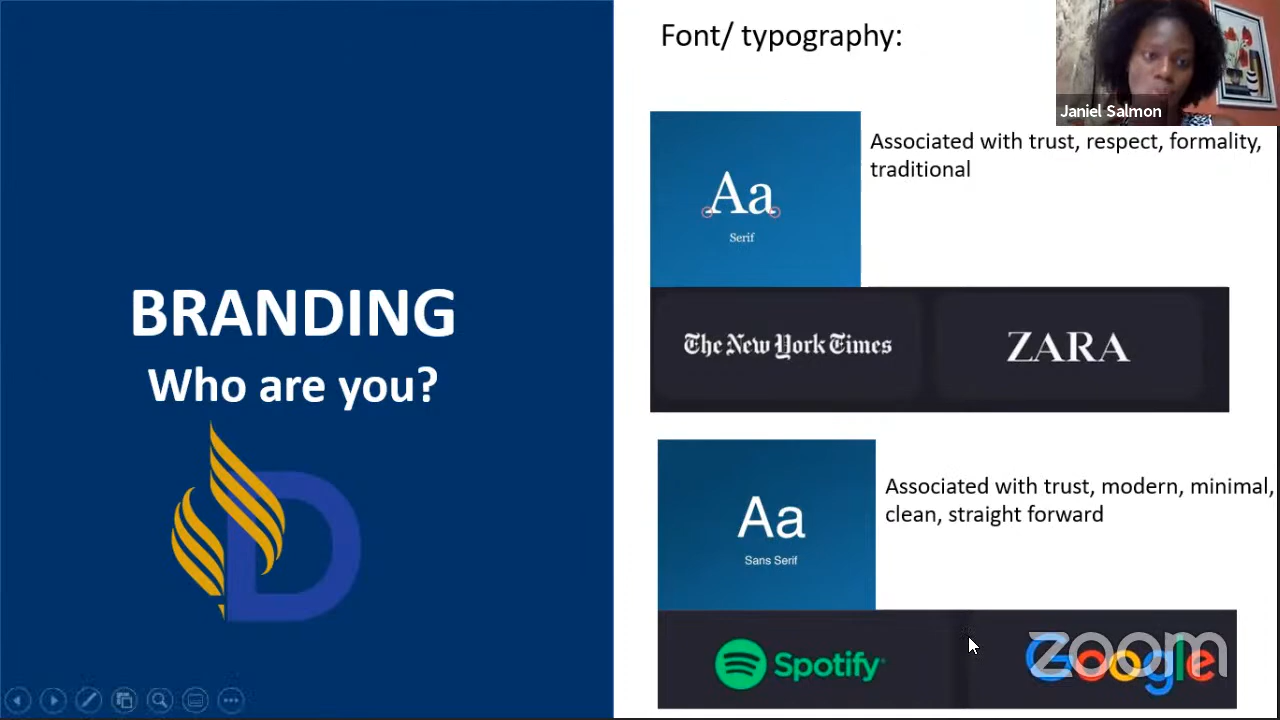 BRANDING
Who are you?
D
Font/ typography:
Janiel Salmon
Associated with trust, respect, formality,
traditional
Aa
Serif
The New York Times
ZARA
Associated with trust, modern, minimal,
clean, straight forward
Aa
Sans Serif
Spotify
Google
zoom